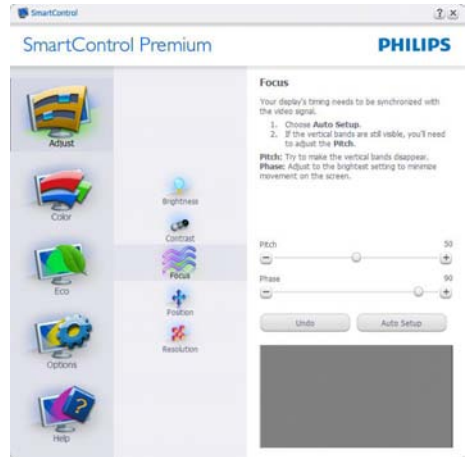 SmartControl
SmartControl Premium
PHILIPS
Adjust
Color
Eco
Options
Help
Brightness
Contrast
Focus
Position
Resolution
Focus
Your display's timing needs to be synchronized with
the video signal.
1. Choose Auto Setup.
2. If the vertical bands are still visible, you'll need
to adjust the Pitch.
Pitch: Try to make the vertical bands disappear.
Phase: Adjust to the brightest setting to minimize
movement on the screen.
Pitch 50
Phase 90
Undo Auto Setup